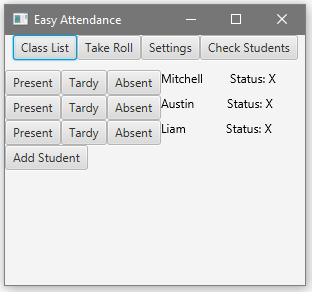 Easy Attendance
Class List Take Roll Settings Check Students
Present Tardy Absent Mitchell Status: X
Present Tardy Absent Austin Status: X
Present Tardy Absent Liam Status: X
Add Student